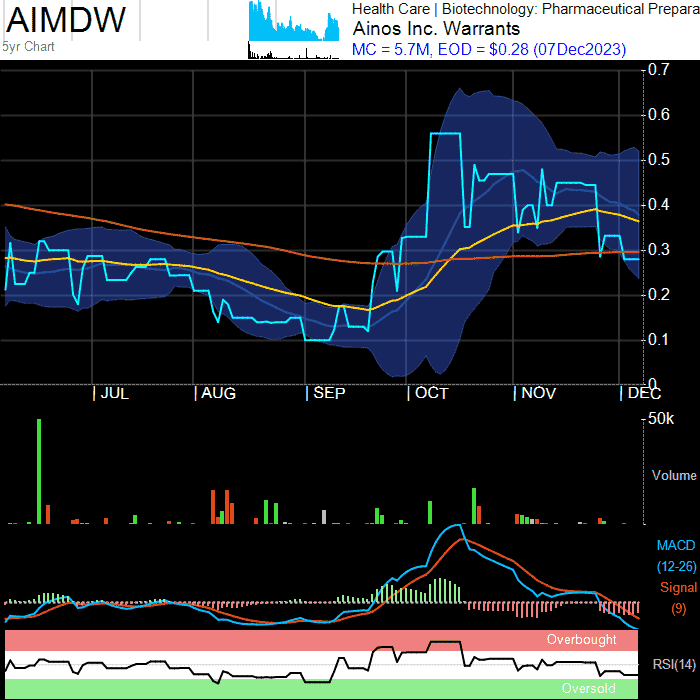 AIMDW
5yr Chart
Health Care | Biotechnology: Pharmaceutical Prepara
Ainos Inc. Warrants
MC = 5.7M, EOD = $0.28 (07Dec2023)
0.7
0.6
0.5
0.4
0.3
0.2
0.1
0
| JUL | AUG | SEP | OCT | NOV | DEC
50k
Volume
MACD
(12-26)
Signal
(9)
Overbought
RSI(14)
Oversold